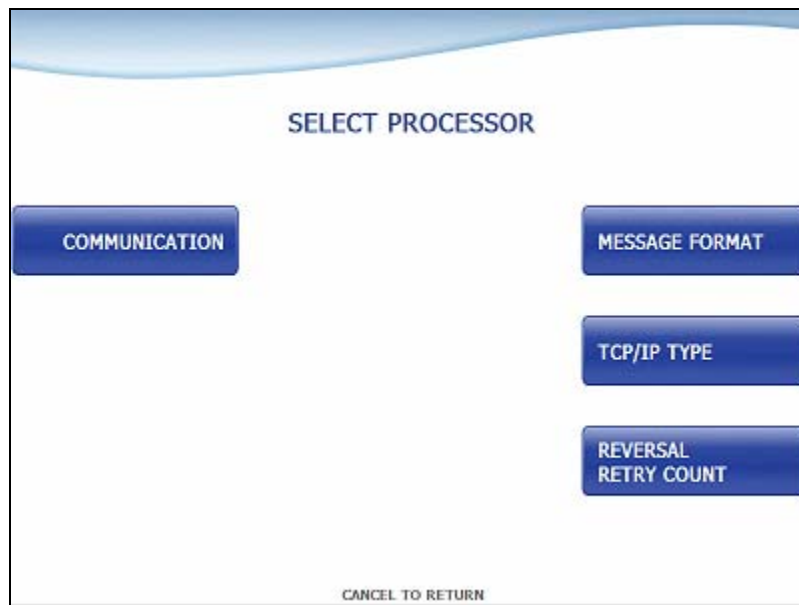 SELECT PROCESSOR
COMMUNICATION
MESSAGE FORMAT
TCP/IP TYPE
REVERSAL
RETRY COUNT
CANCEL TO RETURN